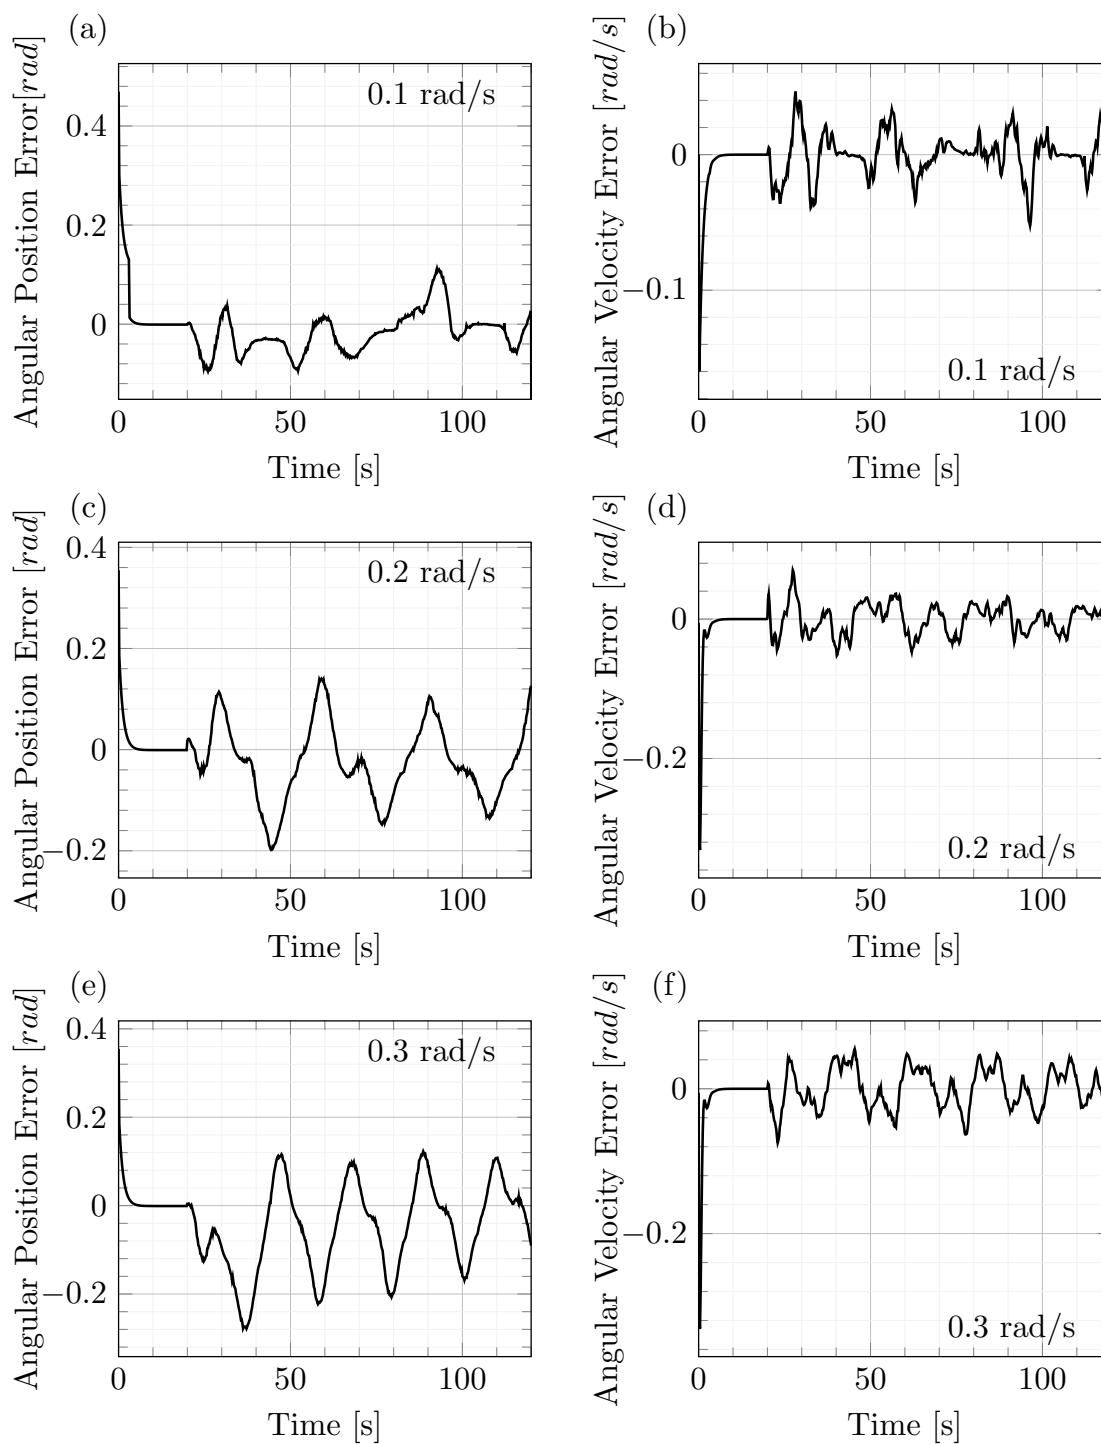 (a)
Angular Position Error[rad]
0.1 rad/s
0.4
0.2
0
0 50 100
Time [s]
(b)
Angular Velocity Error [rad/s]
0
−0.1
0.1 rad/s
0 50 100
Time [s]
(c)
Angular Position Error [rad]
0.2 rad/s
0.4
0.2
0
−0.2
0 50 100
Time [s]
(d)
Angular Velocity Error [rad/s]
0
−0.2
0.2 rad/s
0 50 100
Time [s]
(e)
Angular Position Error [rad]
0.3 rad/s
0.4
0.2
0
−0.2
0 50 100
Time [s]
(f)
Angular Velocity Error [rad/s]
0
−0.2
0.3 rad/s
0 50 100
Time [s]